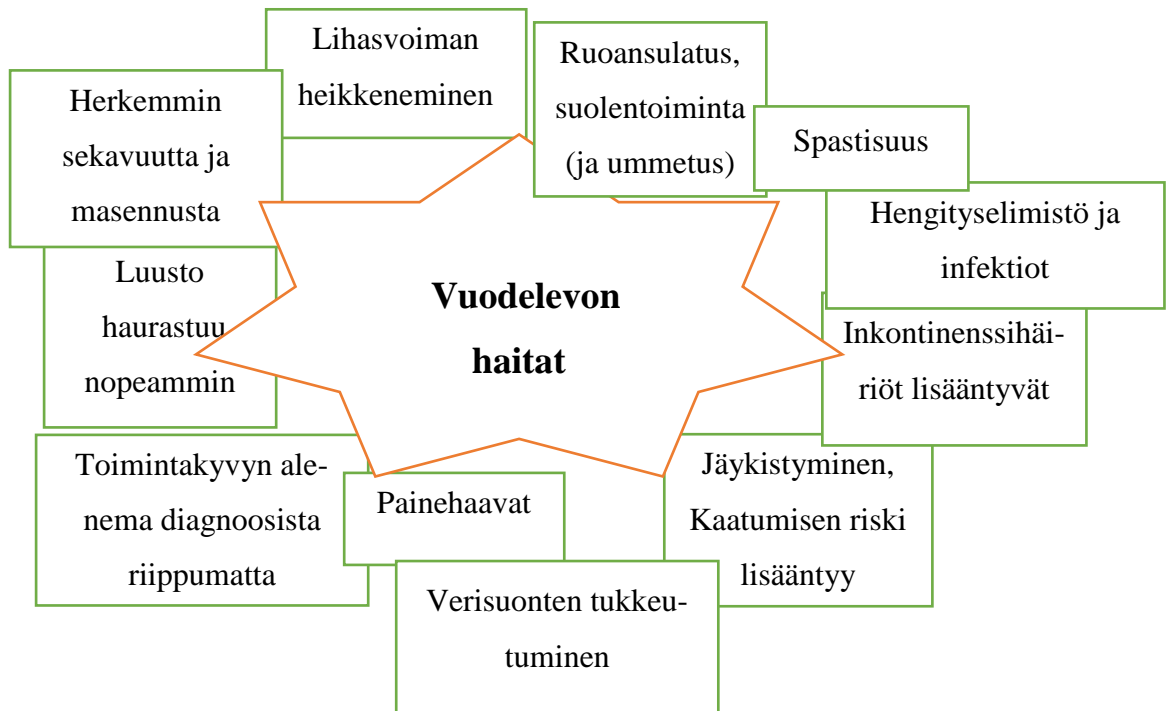 Lihasvoiman
heikkeneminen
Ruoansulatus,
suolentoiminta
(ja ummetus)
Herkemmin
sekavuutta ja
masennusta
Spastisuus
Hengityselimistö ja
infektiot
Luusto
haurastuu
nopeammin
Vuodelevon
haitat
Inkontinenssihäi-
riöt lisääntyvät
Toimintakyvyn ale-
nema diagnoosista
riippumatta
Painehaavat
Jäykistyminen,
Kaatumisen riski
lisääntyy
Verisuonten tukkeu-
tuminen